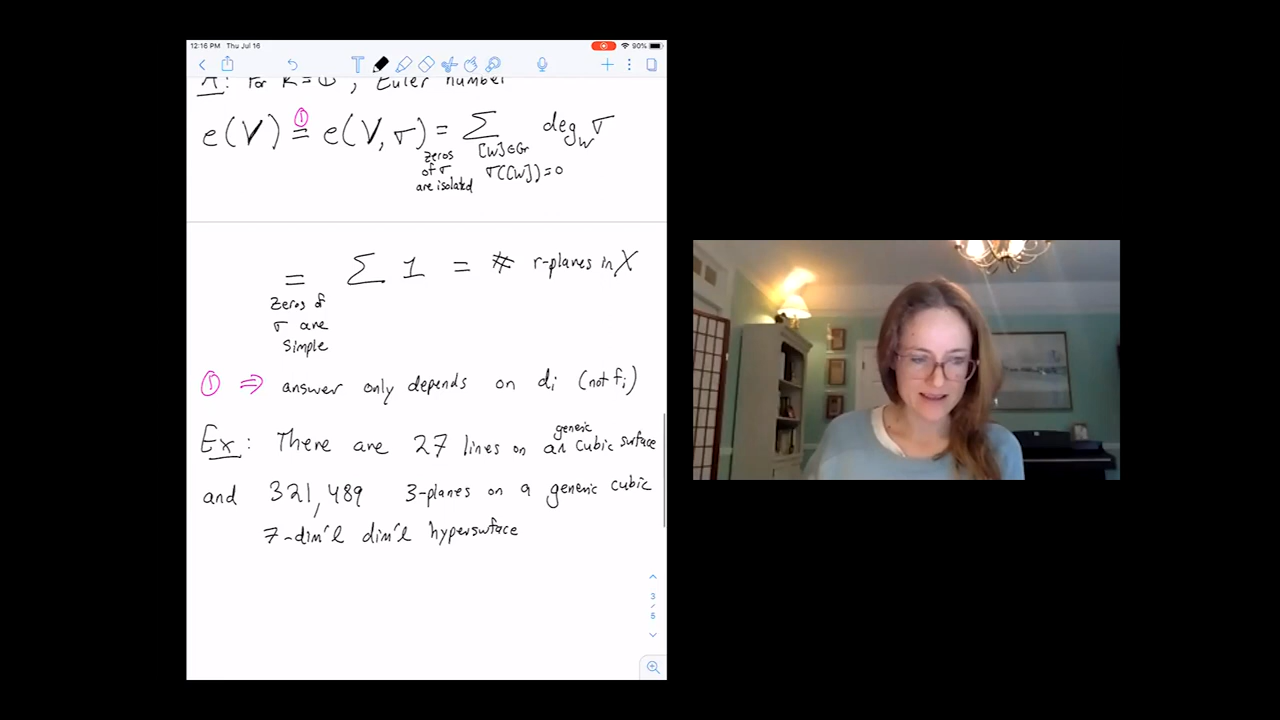 12:16 PM Thu Jul 16
90%
A: For k = ℂ, Euler number
e(V) ①= e(V, σ) = Σ deg_W σ
zeros of σ are isolated
[W]∈Gr
σ([W])=0
= Σ 1 = # r-planes in X
zeros of σ are simple
① ⇒ answer only depends on di (not fi)
generic
Ex: There are 27 lines on a cubic surface
and 321,489 3-planes on a generic cubic
7-dim'l dim'l hypersurface
3
/
5